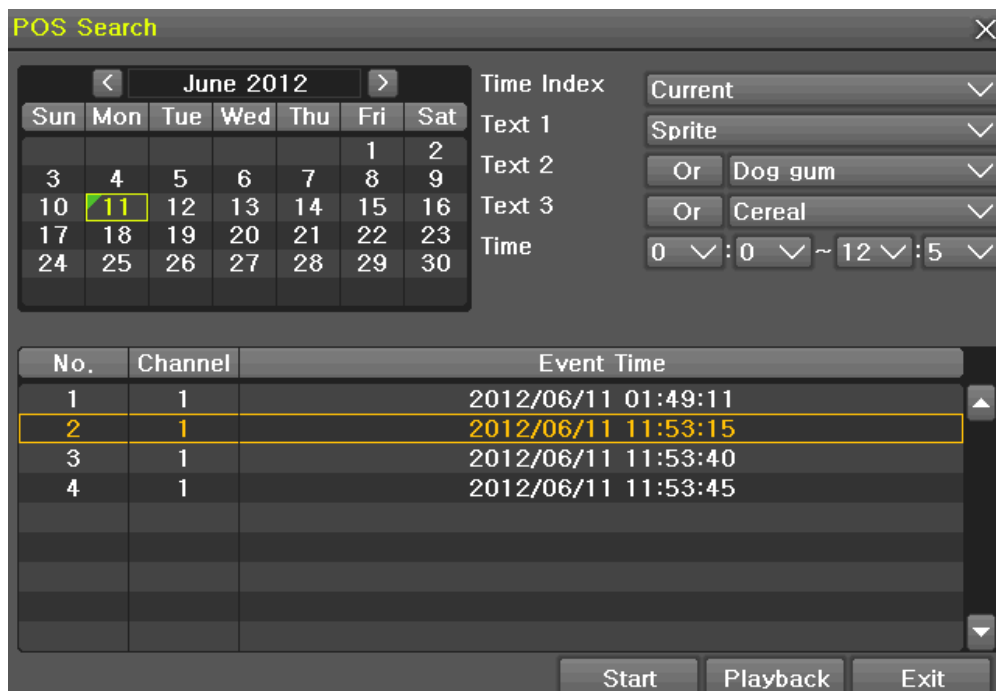 POS Search
< June 2012 >
Sun Mon Tue Wed Thu Fri Sat
1 2
3 4 5 6 7 8 9
10 11 12 13 14 15 16
17 18 19 20 21 22 23
24 25 26 27 28 29 30
Time Index Current
Text 1 Sprite
Text 2 Or Dog gum
Text 3 Or Cereal
Time 0 : 0 ~ 12 : 5
No. Channel Event Time
1 1 2012/06/11 01:49:11
2 1 2012/06/11 11:53:15
3 1 2012/06/11 11:53:40
4 1 2012/06/11 11:53:45
Start Playback Exit